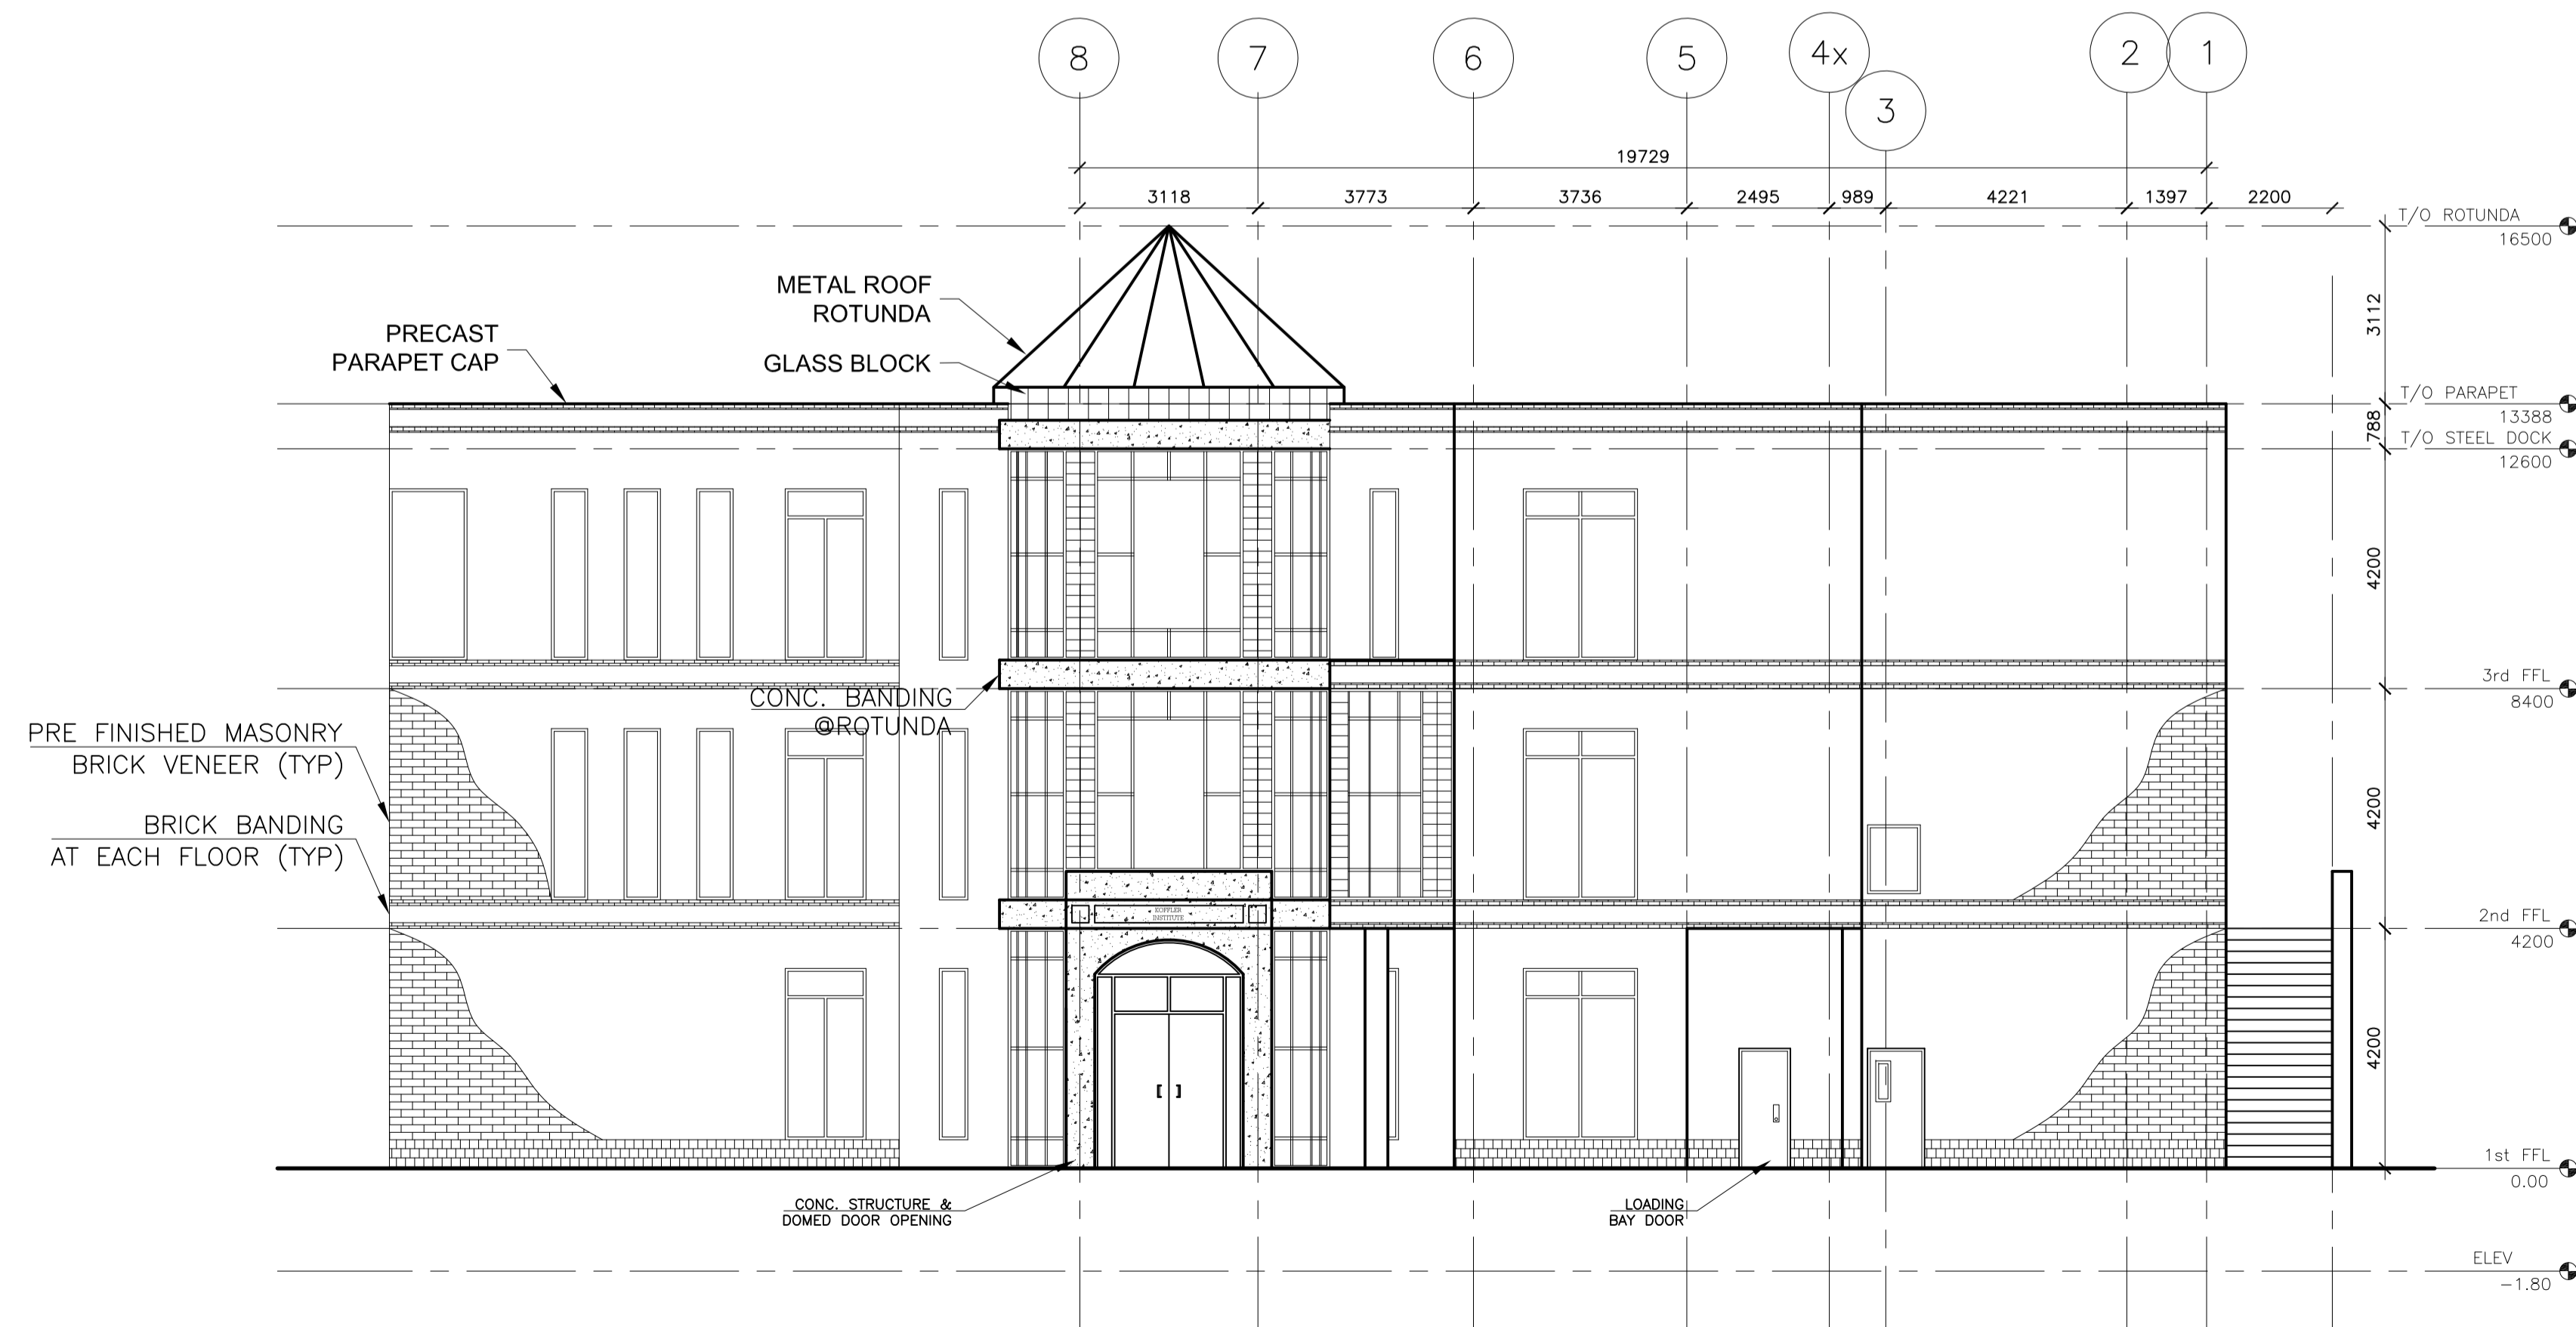 8
7
6
5
4x
3
2
1
19729
3118
3773
3736
2495
989
4221
1397
2200
T/O ROTUNDA
16500
3112
METAL ROOF
ROTUNDA
GLASS BLOCK
PRECAST
PARAPET CAP
T/O PARAPET
13388
788
T/O STEEL DOCK
12600
4200
3rd FFL
8400
CONC. BANDING
@ROTUNDA
PRE FINISHED MASONRY
BRICK VENEER (TYP)
BRICK BANDING
AT EACH FLOOR (TYP)
4200
KOFFLER
INSTITUTE
2nd FFL
4200
4200
1st FFL
0.00
CONC. STRUCTURE &
DOMED DOOR OPENING
LOADING
BAY DOOR
ELEV
-1.80